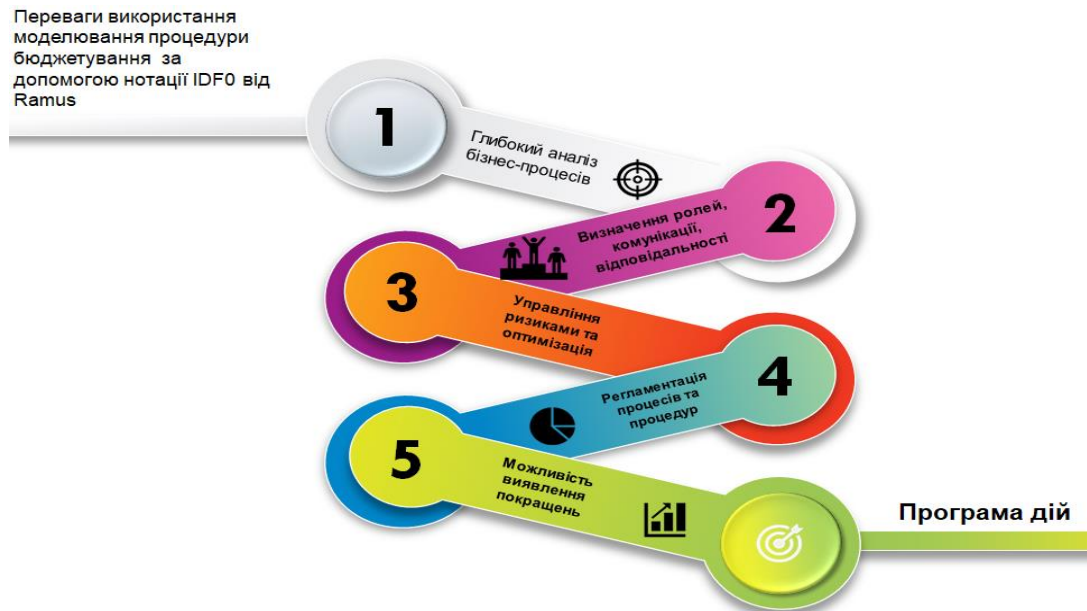 Переваги використання
моделювання процедури
бюджетування за
допомогою нотації IDF0 від
Ramus
1
Глибокий аналіз
бізнес-процесів
2
Визначення ролей,
комунікації,
відповідальності
3
Управління
ризиками та
оптимізація
4
Регламентація
процесів та
процедур
5
Можливість
виявлення
покращень
Програма дій